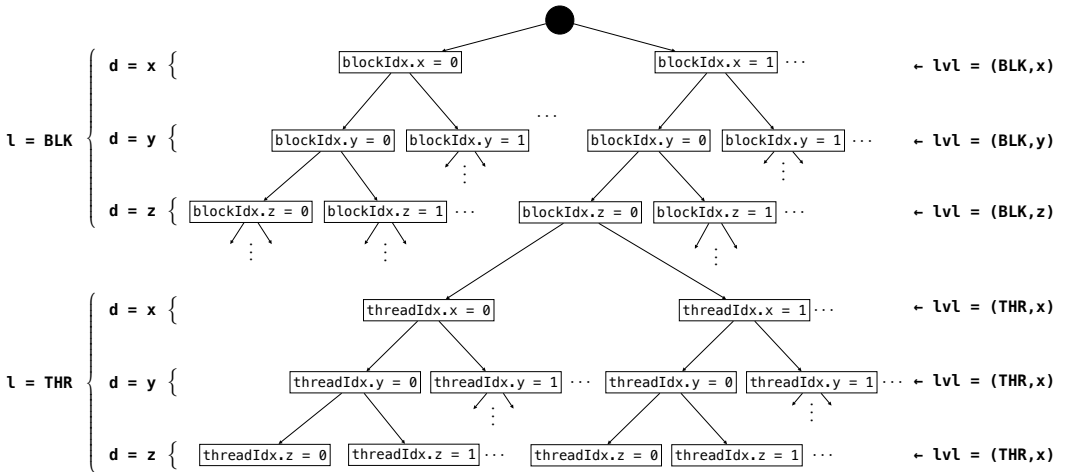 d = x { blockIdx.x = 0 blockIdx.x = 1 ··· ← lvl = (BLK,x)
···
l = BLK { d = y { blockIdx.y = 0 blockIdx.y = 1 blockIdx.y = 0 blockIdx.y = 1 ··· ← lvl = (BLK,y)
d = z { blockIdx.z = 0 blockIdx.z = 1 ··· blockIdx.z = 0 blockIdx.z = 1 ··· ← lvl = (BLK,z)
d = x { threadIdx.x = 0 threadIdx.x = 1 ··· ← lvl = (THR,x)
l = THR { d = y { threadIdx.y = 0 threadIdx.y = 1 ··· threadIdx.y = 0 threadIdx.y = 1 ··· ← lvl = (THR,x)
d = z { threadIdx.z = 0 threadIdx.z = 1 ··· threadIdx.z = 0 threadIdx.z = 1 ··· ← lvl = (THR,x)